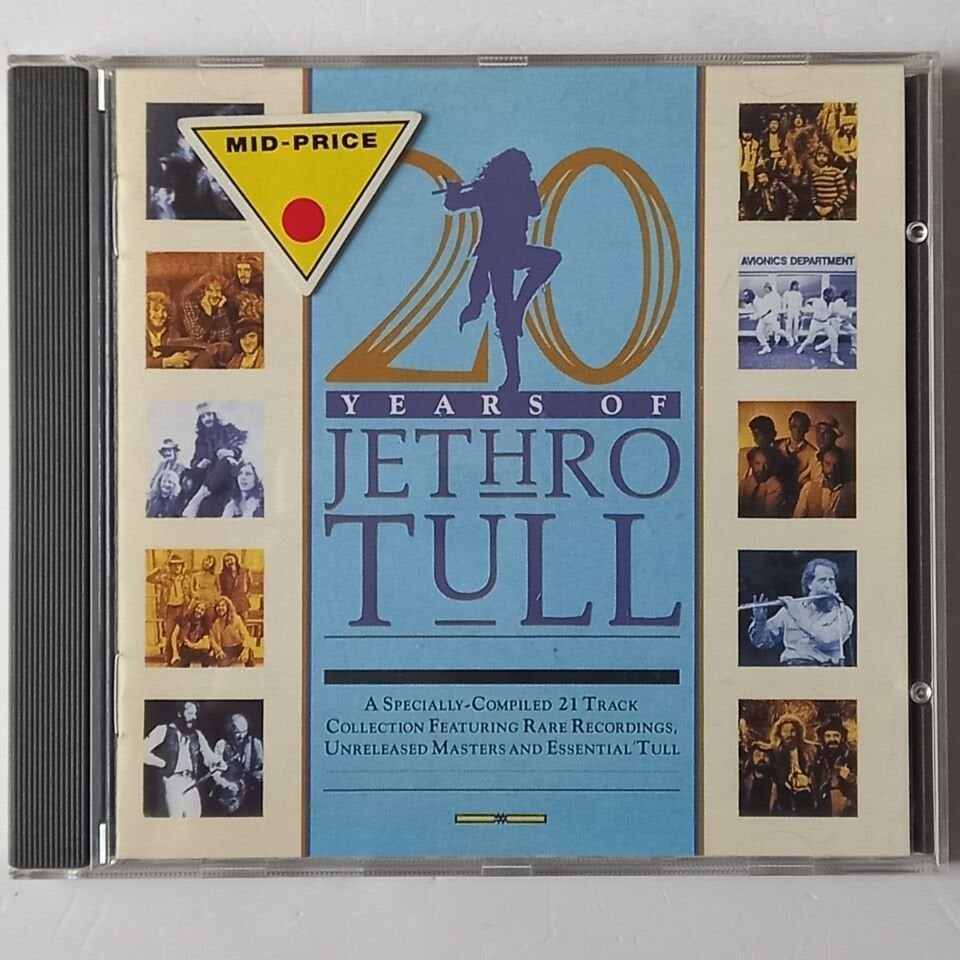 MID-PRICE
20
YEARS OF
JETHRO
TULL
A SPECIALLY-COMPILED 21 TRACK
COLLECTION FEATURING RARE RECORDINGS,
UNRELEASED MASTERS AND ESSENTIAL TULL
AVIONICS DEPARTMENT